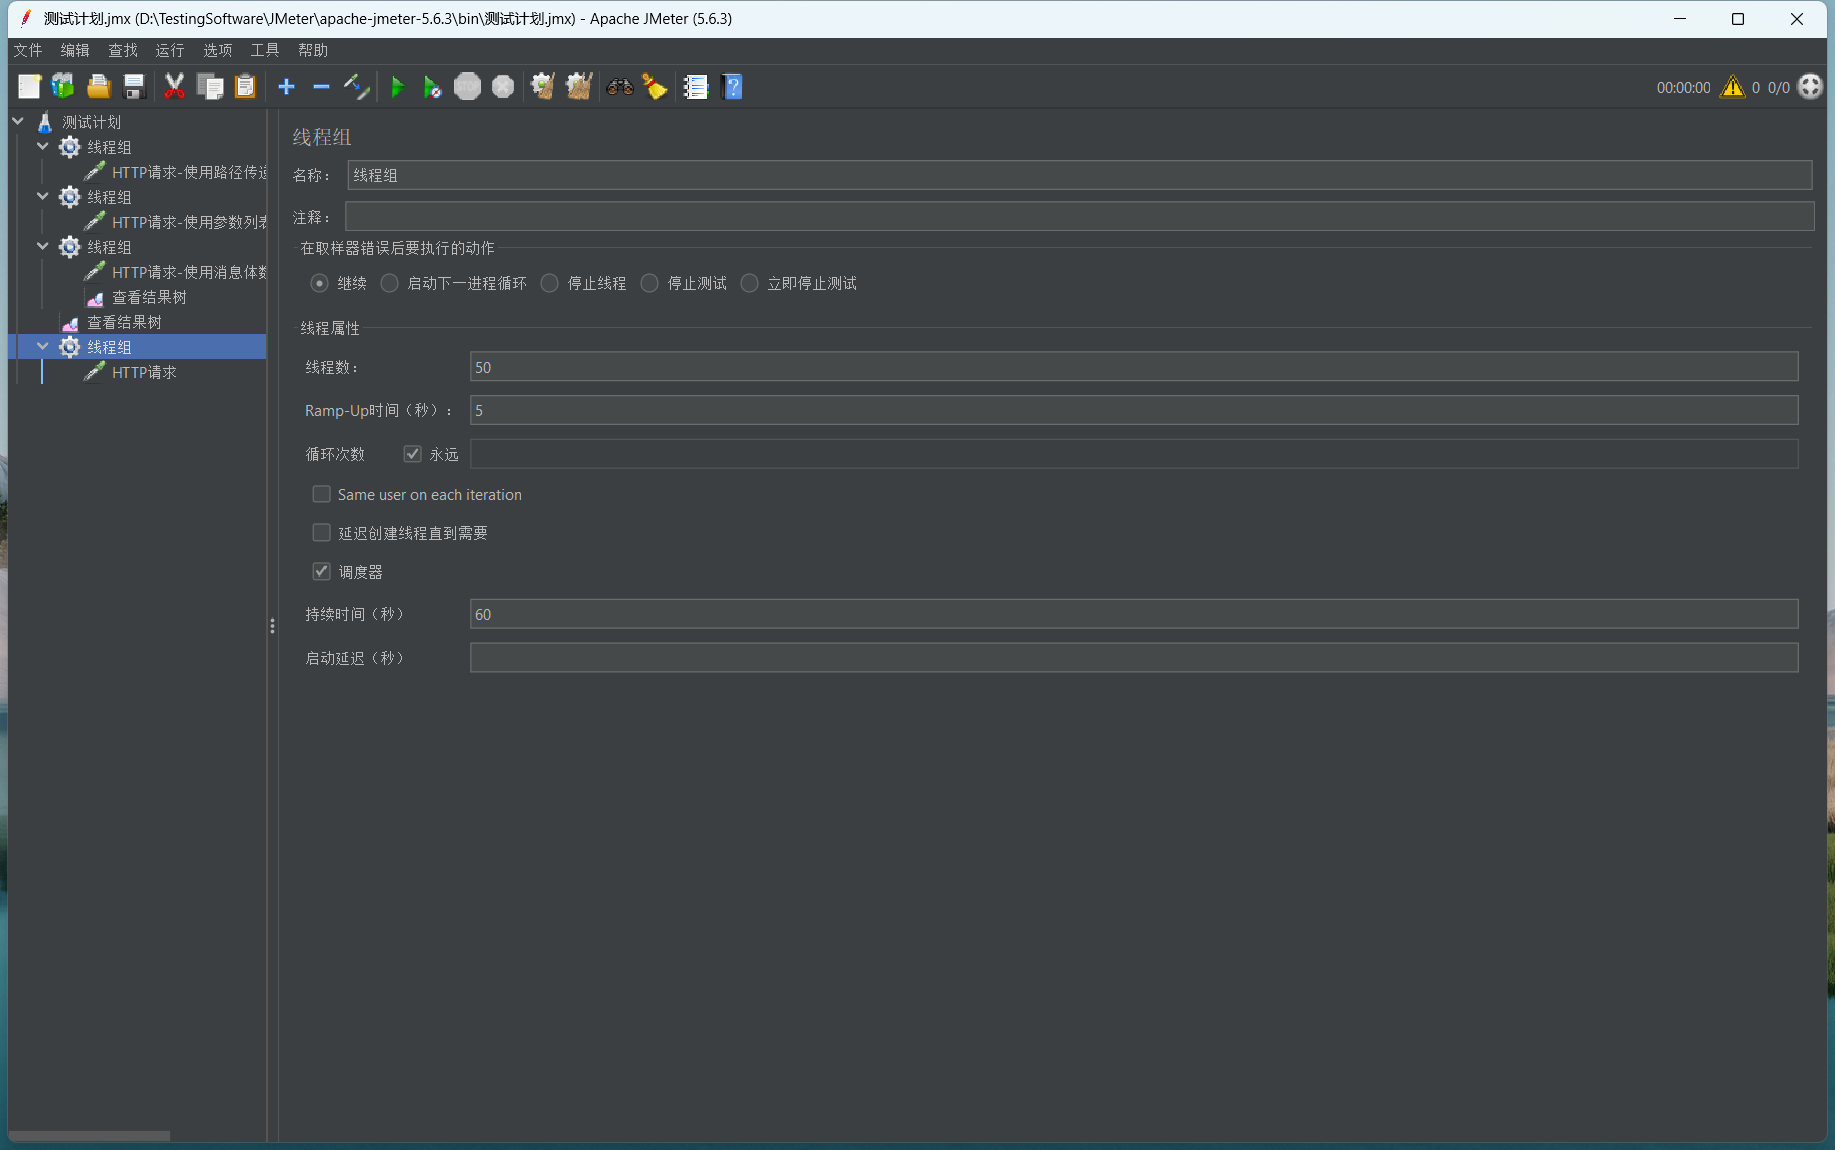 测试计划.jmx (D:\TestingSoftware\JMeter\apache-jmeter-5.6.3\bin\测试计划.jmx) - Apache JMeter (5.6.3)
文件 编辑 查找 运行 选项 工具 帮助
STOP
?
00:00:00 0 0/0
测试计划
线程组
HTTP请求-使用路径传
线程组
HTTP请求-使用参数列表
线程组
HTTP请求-使用消息体数
查看结果树
查看结果树
线程组
HTTP请求
线程组
名称： 线程组
注释：
在取样器错误后要执行的动作
继续 启动下一进程循环 停止线程 停止测试 立即停止测试
线程属性
线程数： 50
Ramp-Up时间（秒）： 5
循环次数 永远
Same user on each iteration
延迟创建线程直到需要
调度器
持续时间（秒） 60
启动延迟（秒）